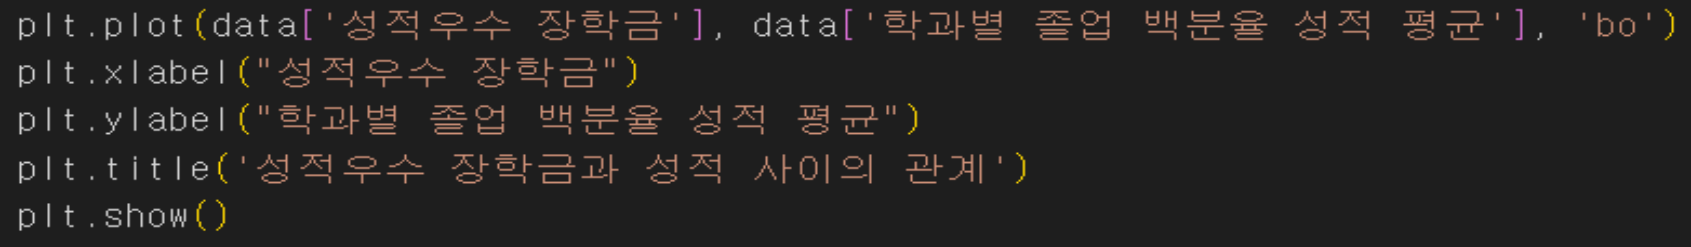 plt.plot(data['성적우수 장학금'], data['학과별 졸업 백분율 성적 평균'], 'bo')
plt.xlabel("성적우수 장학금")
plt.ylabel("학과별 졸업 백분율 성적 평균")
plt.title('성적우수 장학금과 성적 사이의 관계')
plt.show()